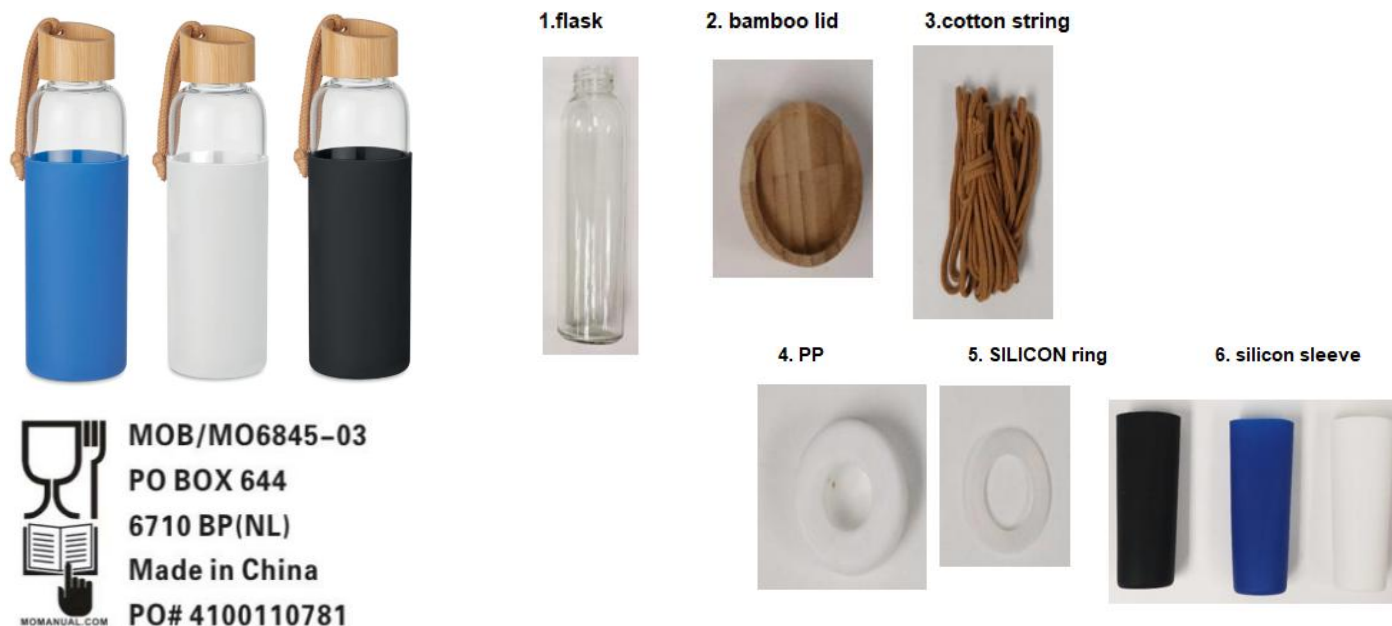 1.flask
2. bamboo lid
3.cotton string
4. PP
5. SILICON ring
6. silicon sleeve
MOB/MO6845-03
PO BOX 644
6710 BP(NL)
Made in China
PO# 4100110781
MOMANUAL.COM